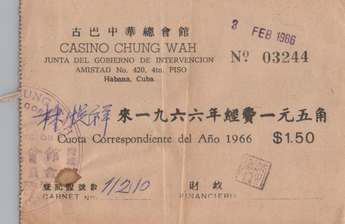 古巴中華總會館
3 FEB 1966
CASINO CHUNG WAH
JUNTA DEL GOBIERNO DE INTERVENCION
Nº 03244
AMISTAD No. 420, 4to. PISO
Habana, Cuba
來一九六六年經費一元五角
Cuota Correspondiente del Año 1966 $1.50
登記證號數 11210 財政
CARNET FINANCIERO